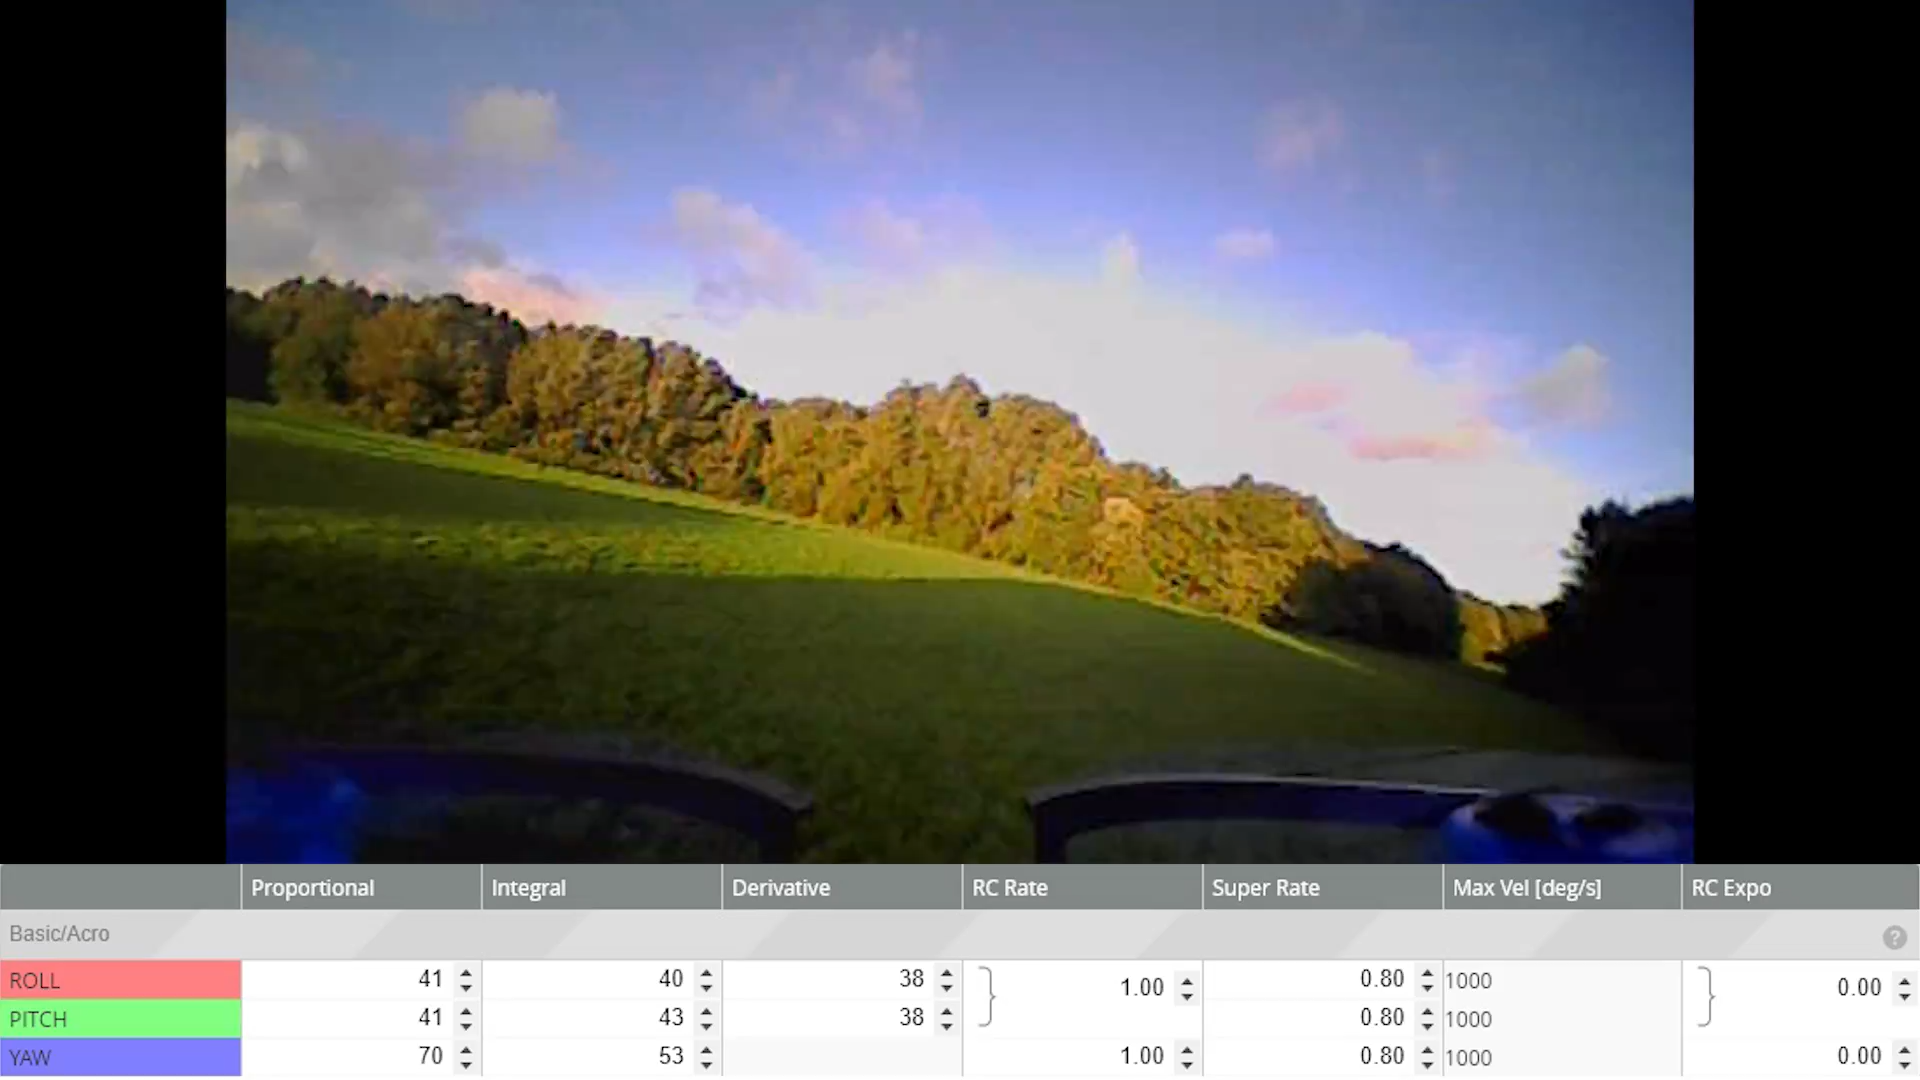 Proportional Integral Derivative RC Rate Super Rate Max Vel [deg/s] RC Expo
Basic/Acro ?
ROLL 41 40 38 1.00 0.80 1000 0.00
PITCH 41 43 38 0.80 1000
YAW 70 53 1.00 0.80 1000 0.00